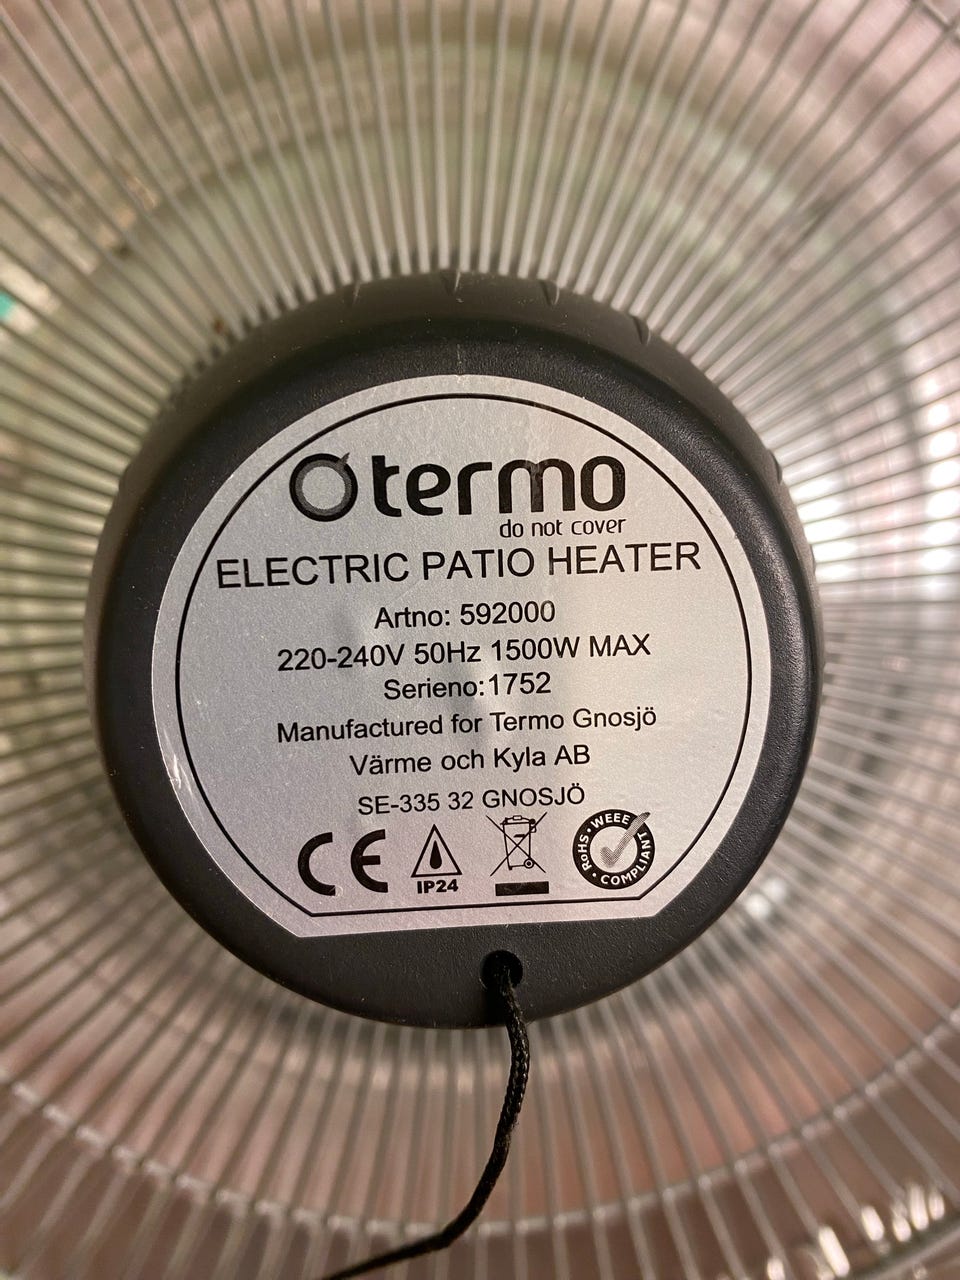 termo
do not cover
ELECTRIC PATIO HEATER
Artno: 592000
220-240V 50Hz 1500W MAX
Serieno:1752
Manufactured for Termo Gnosjö
Värme och Kyla AB
SE-335 32 GNOSJÖ
CE
IP24
RoHS • WEEE • COMPLIANT